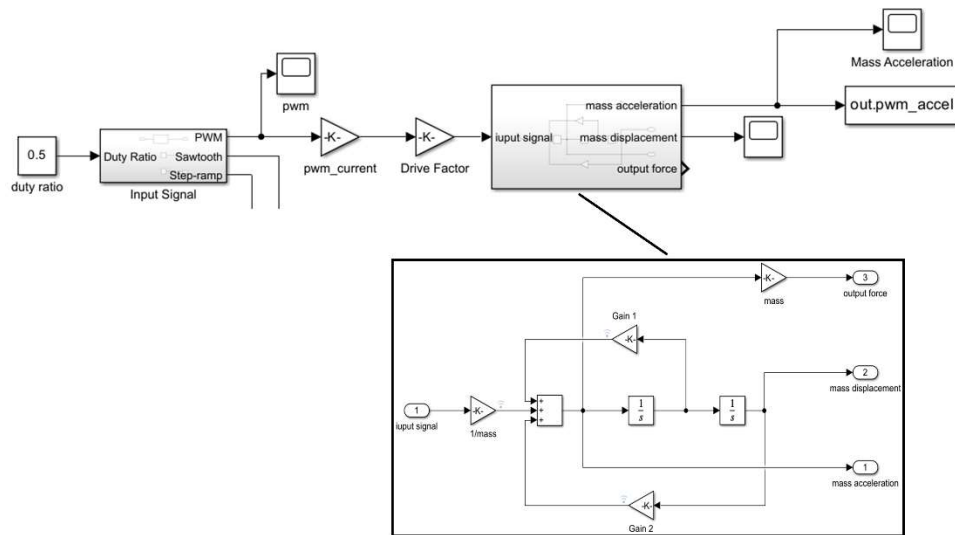 Mass Acceleration
pwm
out.pwm_accel
mass acceleration
PWM
-K-
-K-
iuput signal
mass displacement
0.5
Duty Ratio
Sawtooth
pwm_current
Drive Factor
duty ratio
Step-ramp
output force
Input Signal
-K-
3
mass
output force
Gain 1
-K-
2
+
mass displacement
1
-K-
+
1
s
1
s
iuput signal
1/mass
+
1
mass acceleration
-K-
Gain 2